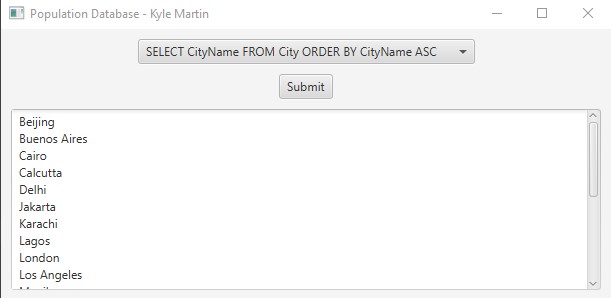 Population Database - Kyle Martin
SELECT CityName FROM City ORDER BY CityName ASC
Submit
Beijing
Buenos Aires
Cairo
Calcutta
Delhi
Jakarta
Karachi
Lagos
London
Los Angeles